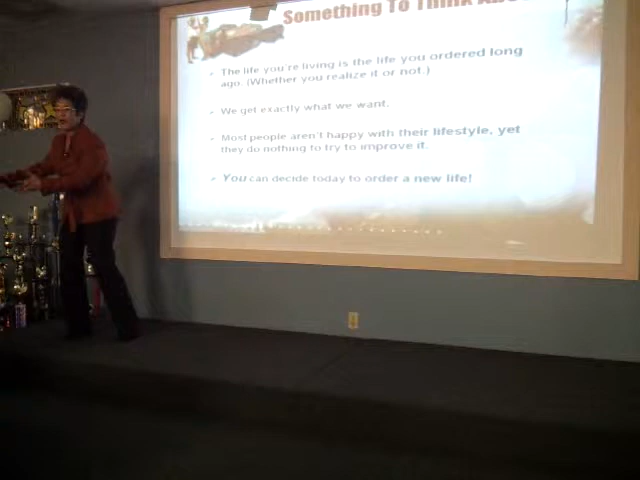 Something To Think
The life you're living is the life you ordered long
ago. (Whether you realize it or not.)
We get exactly what we want.
Most people aren't happy with their lifestyle, yet
they do nothing to try to improve it.
You can decide today to order a new life!